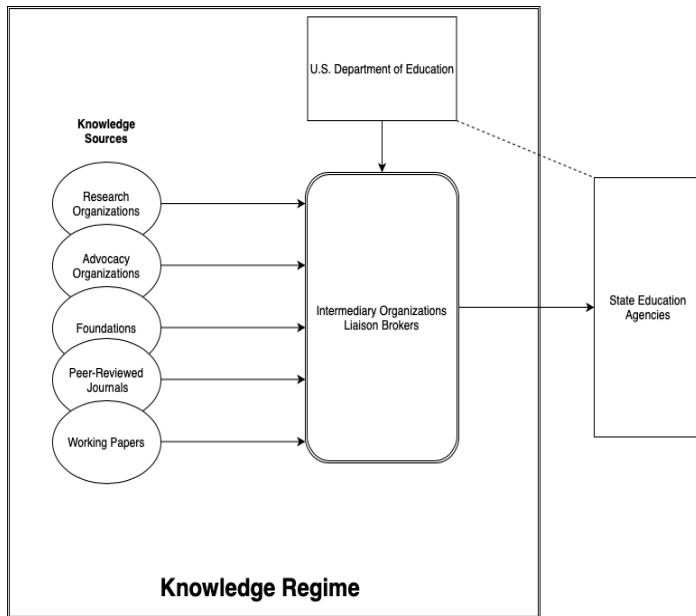 U.S. Department of Education
Knowledge
Sources
Research
Organizations
Advocacy
Organizations
Foundations
Peer-Reviewed
Journals
Working Papers
Intermediary Organizations
Liaison Brokers
State Education
Agencies
Knowledge Regime